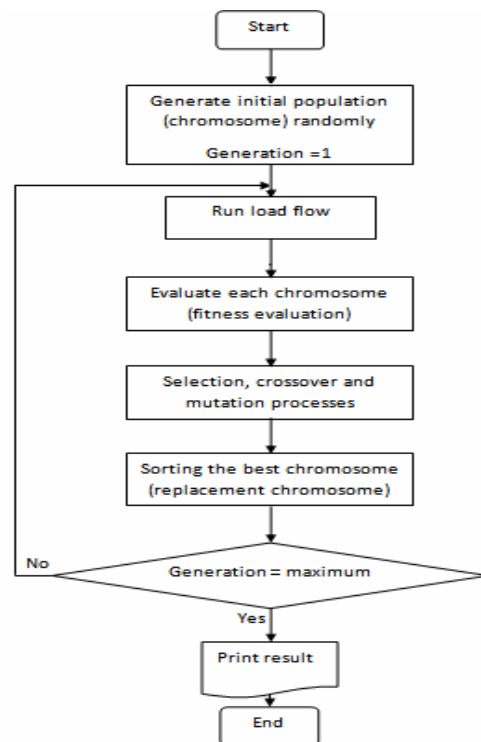 Start
Generate initial population
(chromosome) randomly
Generation =1
Run load flow
Evaluate each chromosome
(fitness evaluation)
Selection, crossover and
mutation processes
Sorting the best chromosome
(replacement chromosome)
No
Generation = maximum
Yes
Print result
End